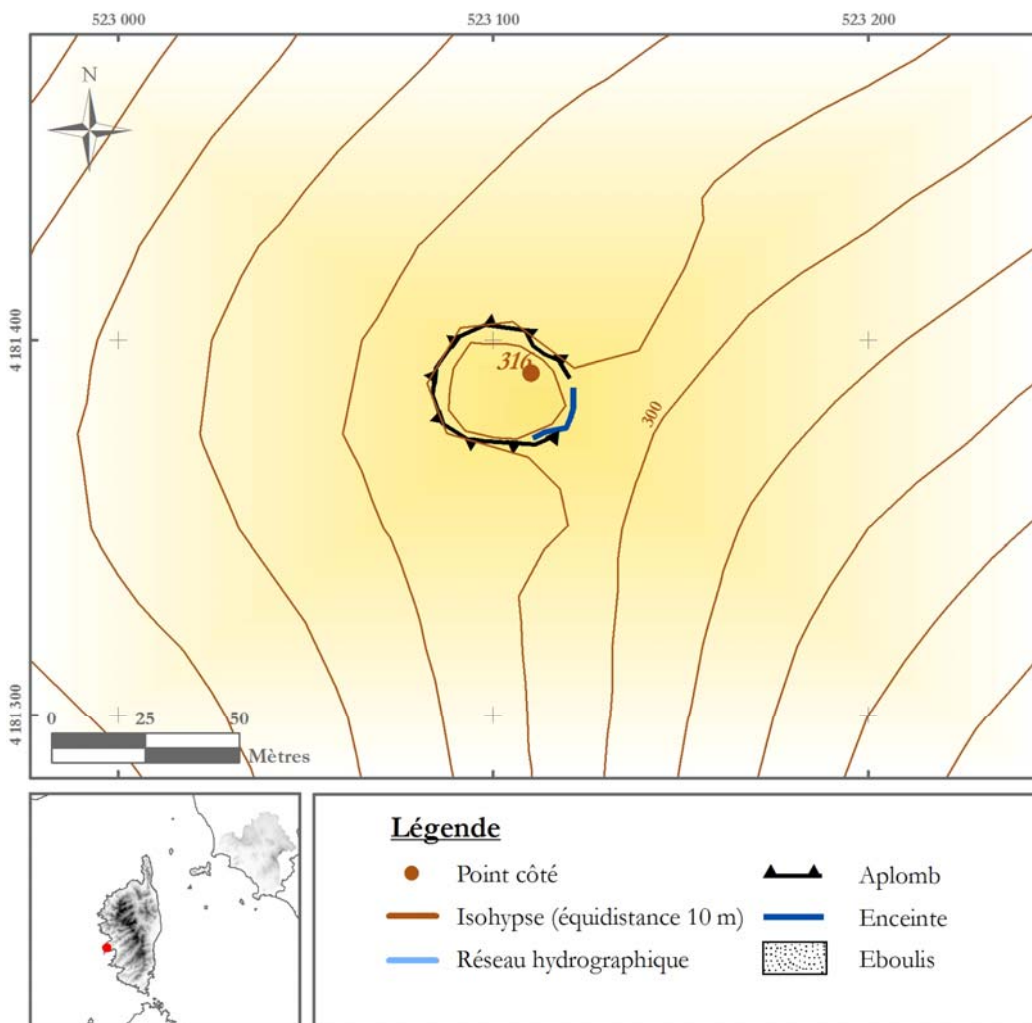 523 000
523 100
523 200
N
4 181 400
316
300
4 181 300
0 25 50
Mètres
Légende
Point côté
Isohypse (équidistance 10 m)
Réseau hydrographique
Aplomb
Enceinte
Eboulis